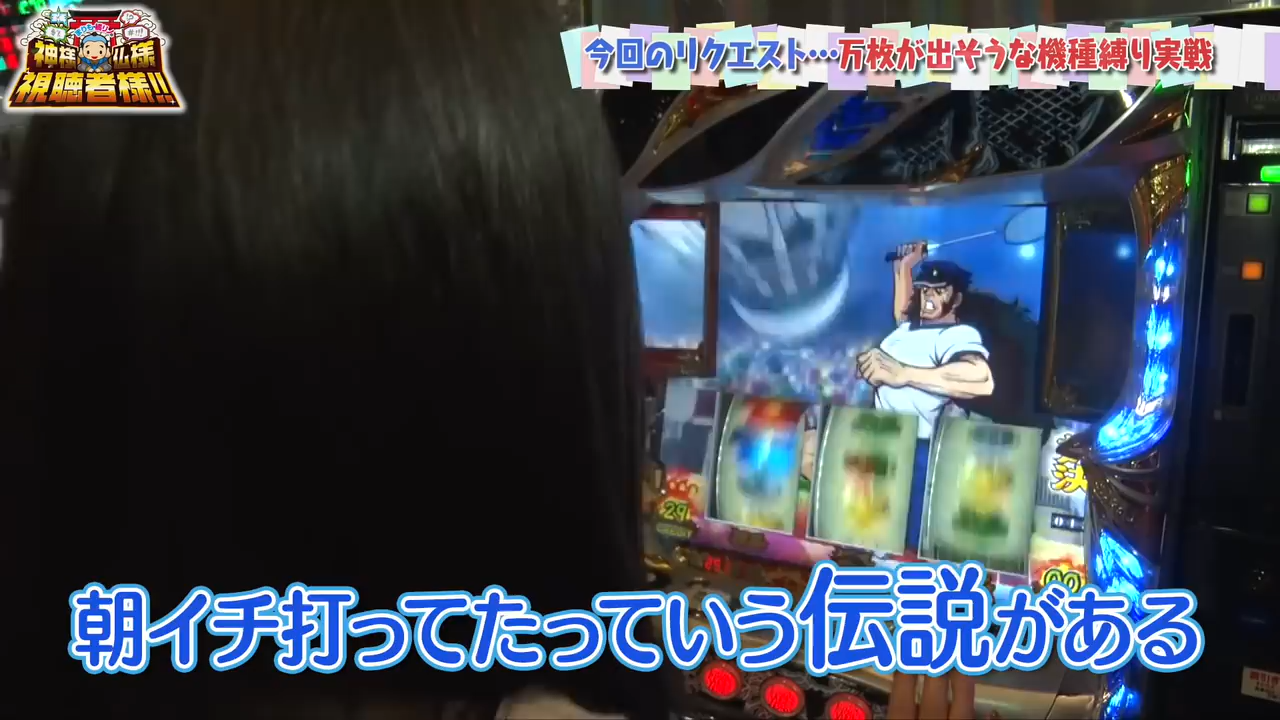 神様 仏様
視聴者様!!
今回のリクエスト…万枚が出そうな機種縛り実戦
決
29
朝イチ打ってたっていう伝説がある